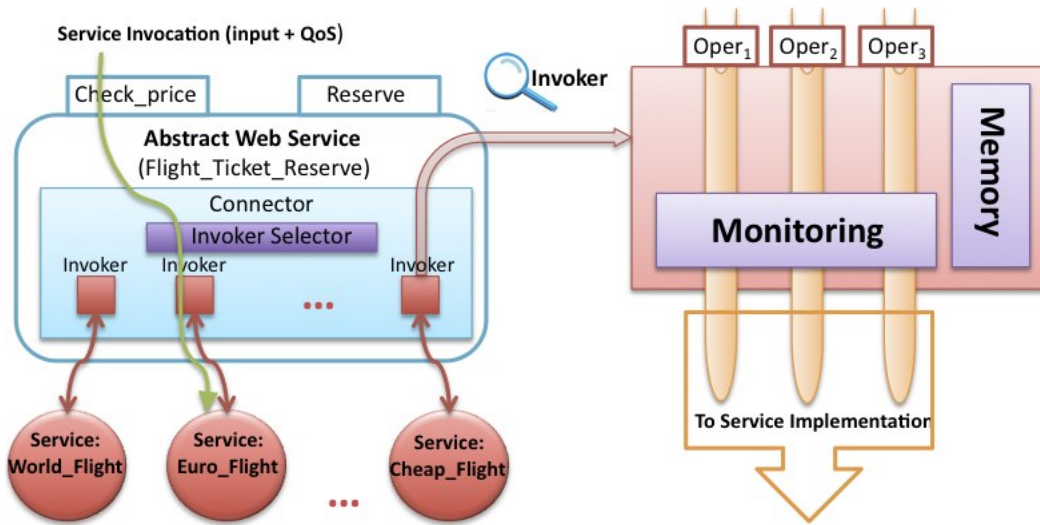 Service Invocation (input + QoS)
Check_price
Reserve
Abstract Web Service
(Flight_Ticket_Reserve)
Connector
Invoker Selector
Invoker
Invoker
...
Invoker
Service:
World_Flight
Service:
Euro_Flight
...
Service:
Cheap_Flight
Invoker
Oper1
Oper2
Oper3
Memory
Monitoring
To Service Implementation